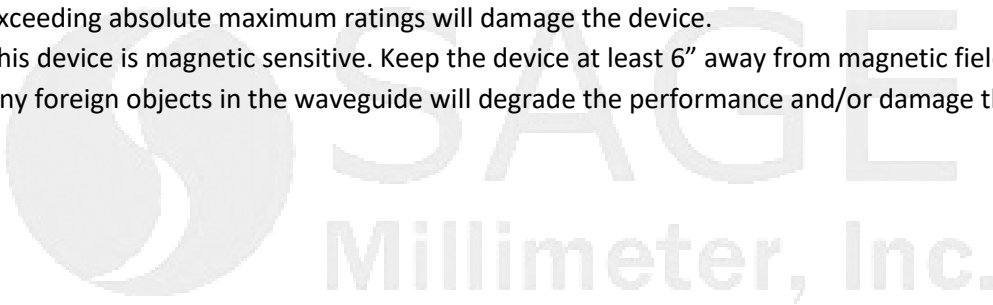 xceeding absolute maximum ratings will damage the device.
his device is magnetic sensitive. Keep the device at least 6” away from magnetic fiel
ny foreign objects in the waveguide will degrade the performance and/or damage t
SAGE
Millimeter, Inc.